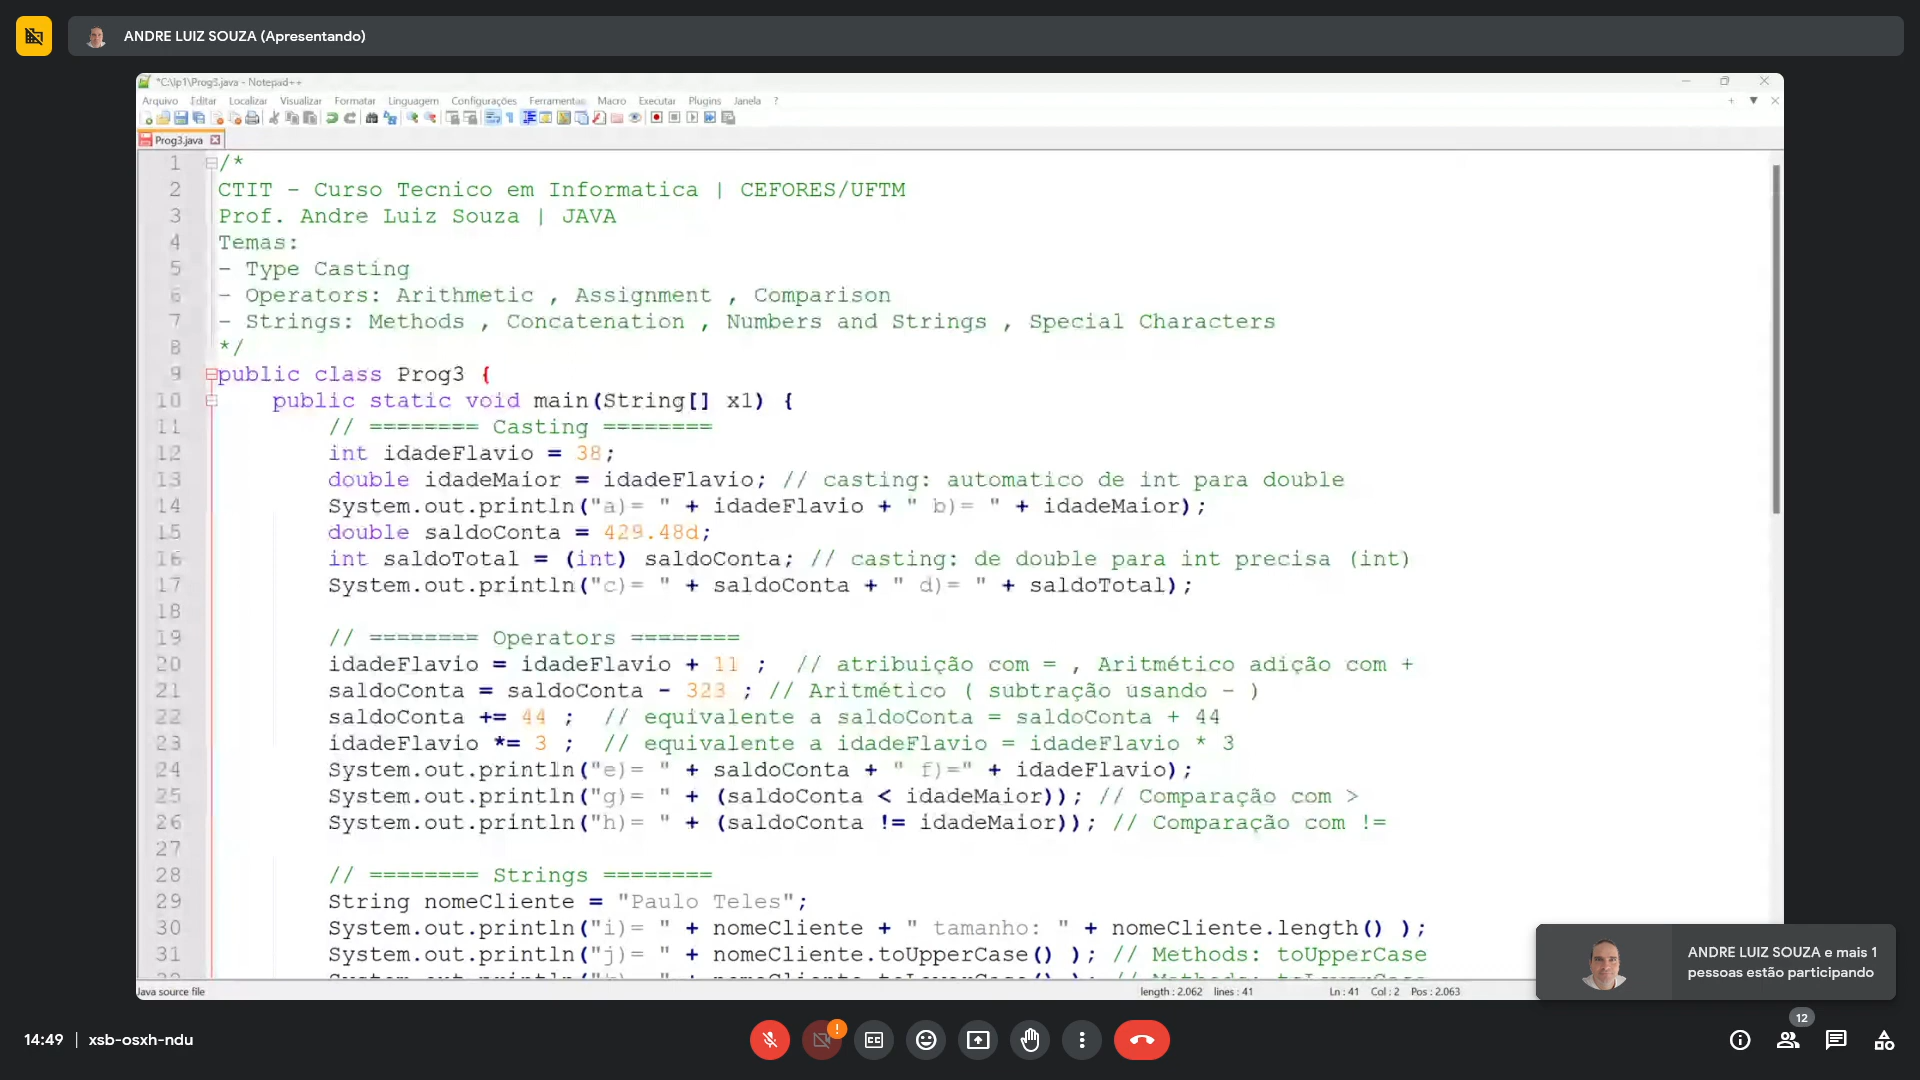 ANDRE LUIZ SOUZA (Apresentando)
*C:\lp1\Prog3.java - Notepad++
Arquivo Editar Localizar Visualizar Formatar Linguagem Configurações Ferramentas Macro Executar Plugins Janela ?
Prog3.java
1 /*
2 CTIT - Curso Tecnico em Informatica | CEFORES/UFTM
3 Prof. Andre Luiz Souza | JAVA
4 Temas:
5 - Type Casting
6 - Operators: Arithmetic , Assignment , Comparison
7 - Strings: Methods , Concatenation , Numbers and Strings , Special Characters
8 */
9 public class Prog3 {
10 public static void main(String[] x1) {
11 // ======== Casting ========
12 int idadeFlavio = 38;
13 double idadeMaior = idadeFlavio; // casting: automatico de int para double
14 System.out.println("a)= " + idadeFlavio + " b)= " + idadeMaior);
15 double saldoConta = 429.48d;
16 int saldoTotal = (int) saldoConta; // casting: de double para int precisa (int)
17 System.out.println("c)= " + saldoConta + " d)= " + saldoTotal);
18
19 // ======== Operators ========
20 idadeFlavio = idadeFlavio + 11 ; // atribuição com = , Aritmético adição com +
21 saldoConta = saldoConta - 323 ; // Aritmético ( subtração usando - )
22 saldoConta += 44 ; // equivalente a saldoConta = saldoConta + 44
23 idadeFlavio *= 3 ; // equivalente a idadeFlavio = idadeFlavio * 3
24 System.out.println("e)= " + saldoConta + " f)=" + idadeFlavio);
25 System.out.println("g)= " + (saldoConta < idadeMaior)); // Comparação com >
26 System.out.println("h)= " + (saldoConta != idadeMaior)); // Comparação com !=
27
28 // ======== Strings ========
29 String nomeCliente = "Paulo Teles";
30 System.out.println("i)= " + nomeCliente + " tamanho: " + nomeCliente.length() );
31 System.out.println("j)= " + nomeCliente.toUpperCase() ); // Methods: toUpperCase
Java source file length : 2.062 lines : 41 Ln : 41 Col : 2 Pos : 2.063
ANDRE LUIZ SOUZA e mais 1
pessoas estão participando
14:49 | xsb-osxh-ndu
12